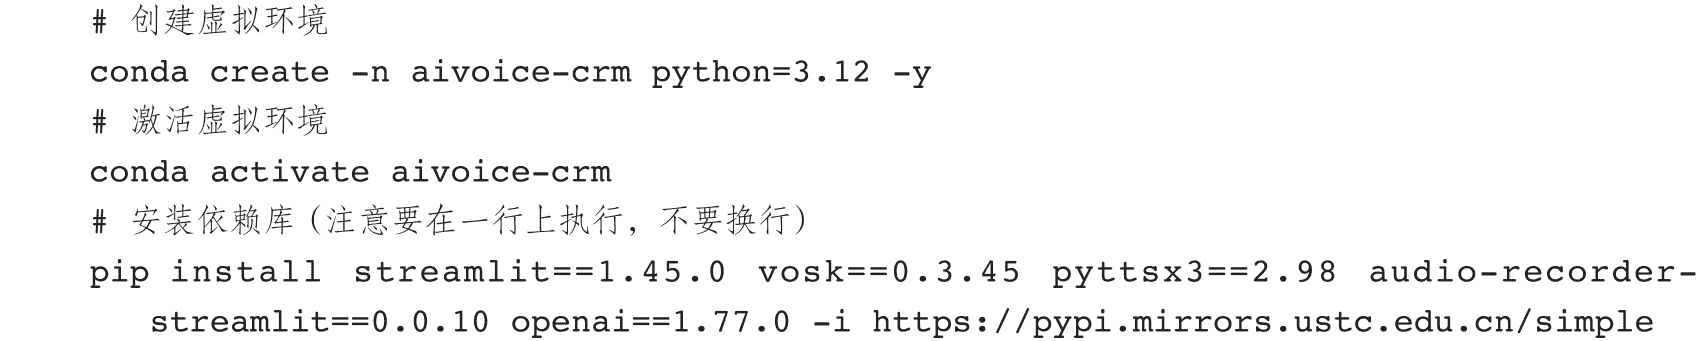 # 创建虚拟环境
conda create -n aivoice-crm python=3.12 -y
# 激活虚拟环境
conda activate aivoice-crm
# 安装依赖库(注意要在一行上执行，不要换行)
pip install streamlit==1.45.0 vosk==0.3.45 pyttsx3==2.98 audio-recorder-
streamlit==0.0.10 openai==1.77.0 -i https://pypi.mirrors.ustc.edu.cn/simple